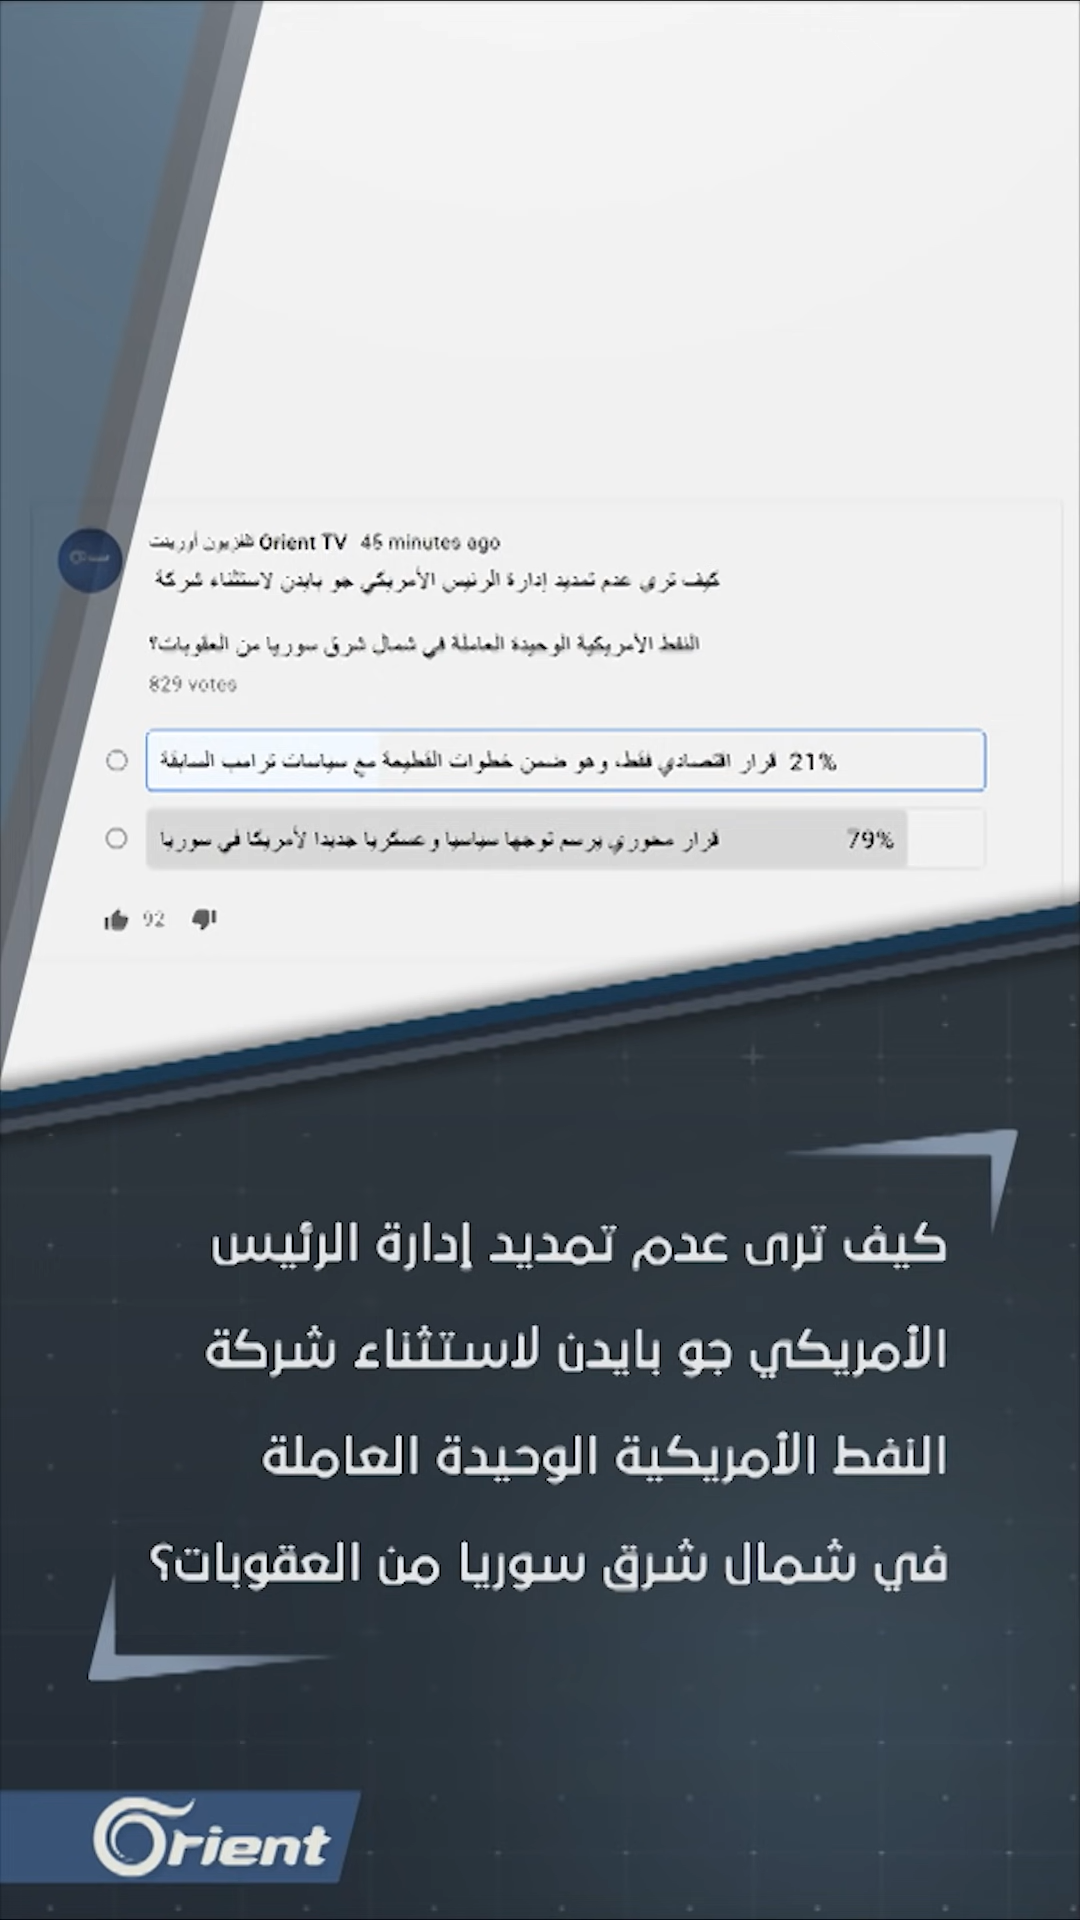 تلفزيون أورينت Orient TV 45 minutes ago
كيف تري عدم تمديد إدارة الرئيس الأمريكي جو بايدن لاستثناء شركة
النفط الأمريكية الوحيدة العاملة في شمال شرق سوريا من العقوبات؟
829 votes
21% قرار اقتصادي فقط، وهو ضمن خطوات القطيعة مع سياسات ترامب السابقة
79% قرار محوري يرسم توجها سياسيا وعسكريا جديدا لأمريكا في سوريا
92
كيف ترى عدم تمديد إدارة الرئيس
الأمريكي جو بايدن لاستثناء شركة
النفط الأمريكية الوحيدة العاملة
في شمال شرق سوريا من العقوبات؟
Orient